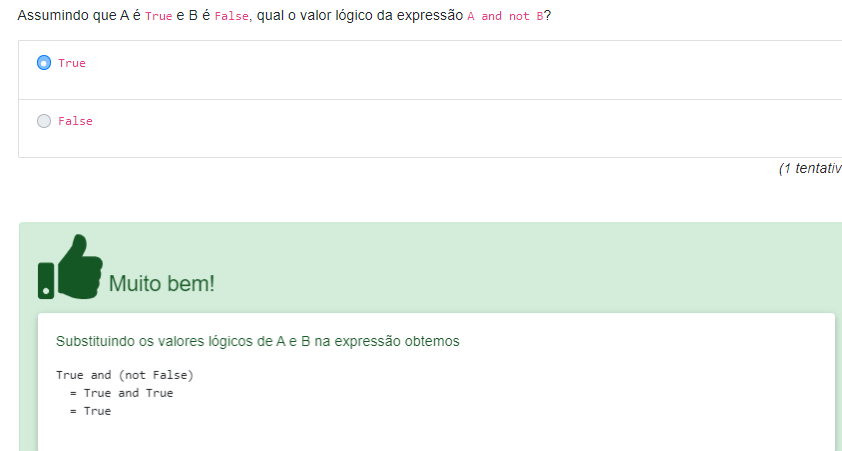 Assumindo que A é True e B é False, qual o valor lógico da expressão A and not B?
True
False
(1 tentativ
Muito bem!
Substituindo os valores lógicos de A e B na expressão obtemos
True and (not False)
= True and True
= True